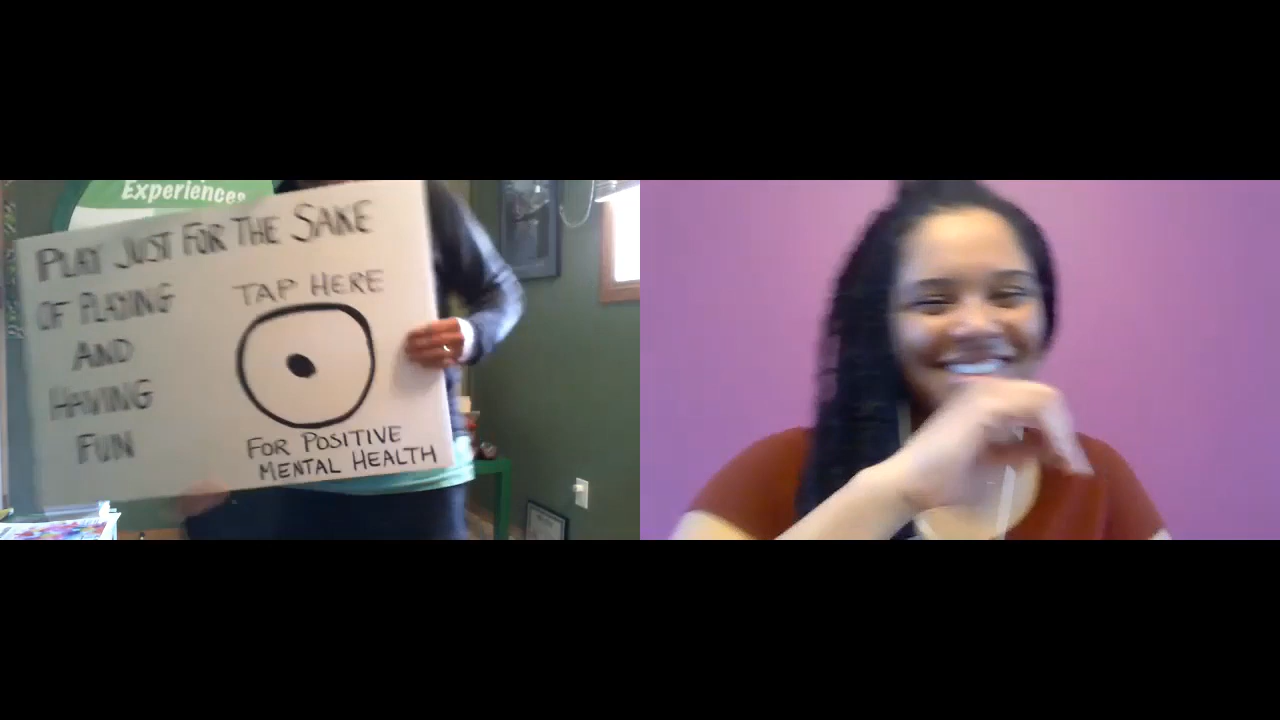 Experiences
PLAY JUST FOR THE SAKE
OF PLAYING
AND
HAVING
FUN
TAP HERE
FOR POSITIVE
MENTAL HEALTH